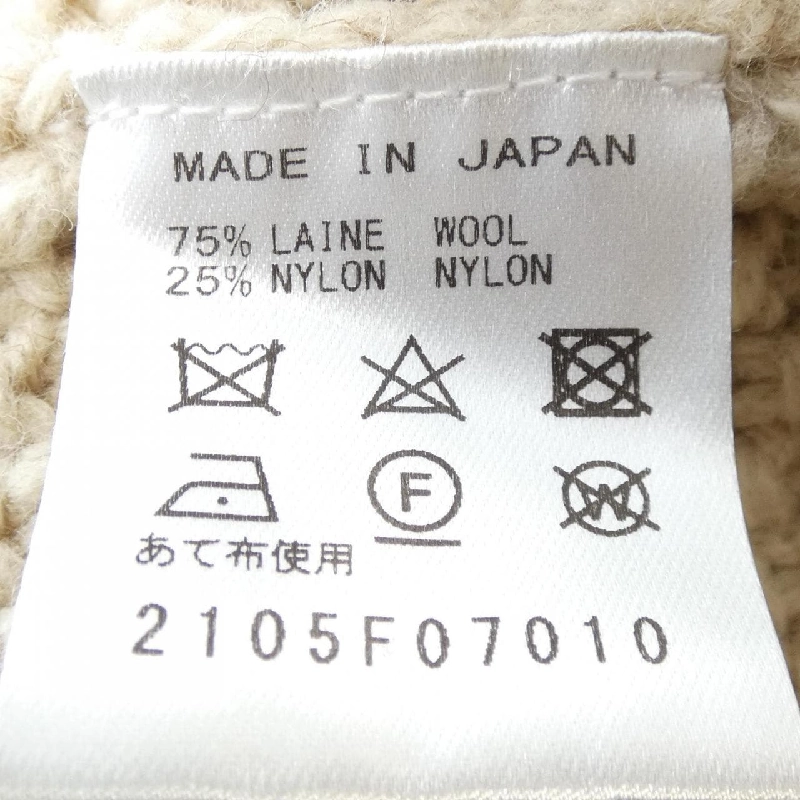 MADE IN JAPAN
75% LAINE WOOL
25% NYLON NYLON
F W
あて布使用
2105F07010